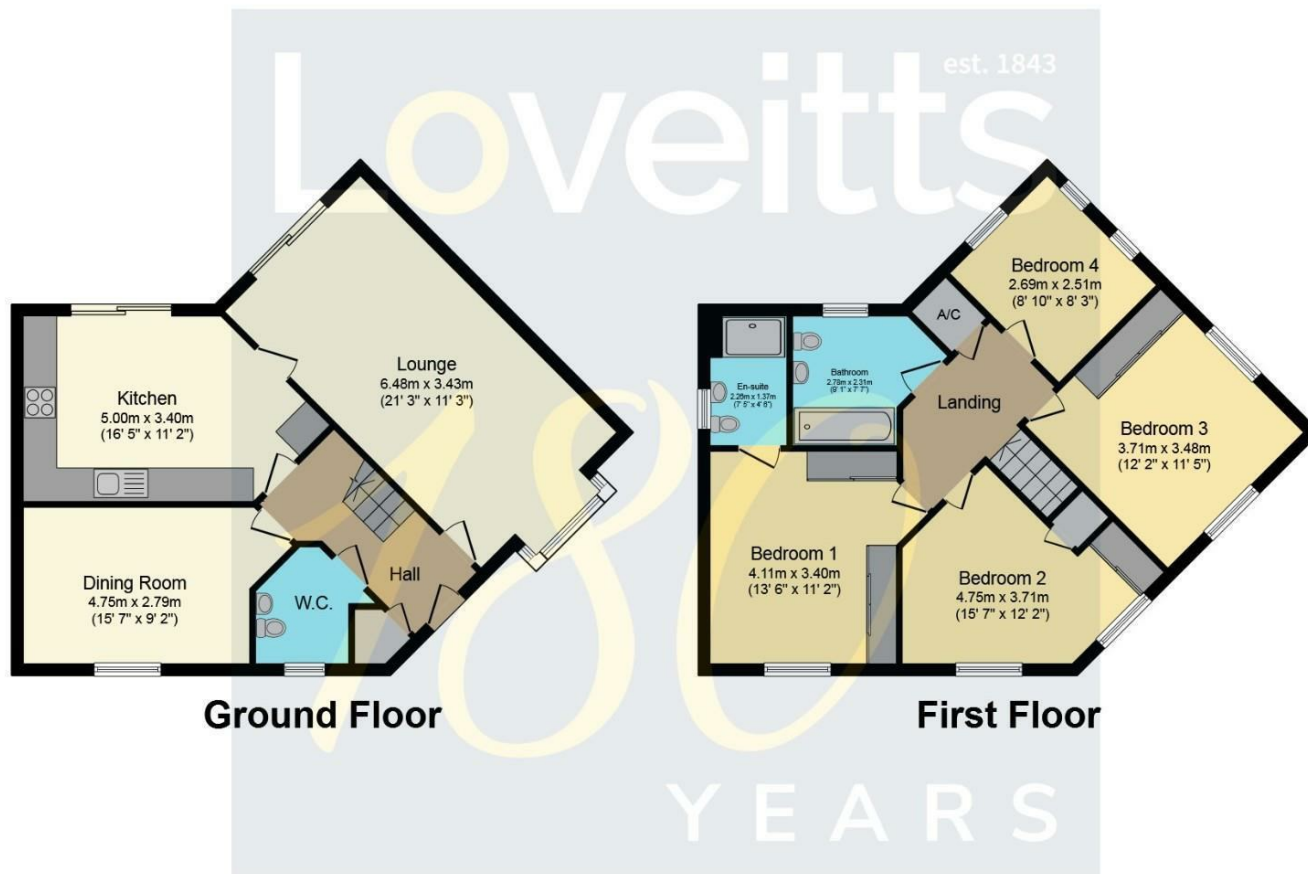 Loveitts
est. 1843
180
YEARS
Kitchen
5.00m x 3.40m
(16' 5" x 11' 2")
Lounge
6.48m x 3.43m
(21' 3" x 11' 3")
Dining Room
4.75m x 2.79m
(15' 7" x 9' 2")
W.C.
Hall
Ground Floor
Bedroom 4
2.69m x 2.51m
(8' 10" x 8' 3")
A/C
Bathroom
2.78m x 2.31m
(9' 1" x 7' 7")
En-suite
2.26m x 1.37m
(7' 5" x 4' 6")
Landing
Bedroom 3
3.71m x 3.48m
(12' 2" x 11' 5")
Bedroom 1
4.11m x 3.40m
(13' 6" x 11' 2")
Bedroom 2
4.75m x 3.71m
(15' 7" x 12' 2")
First Floor